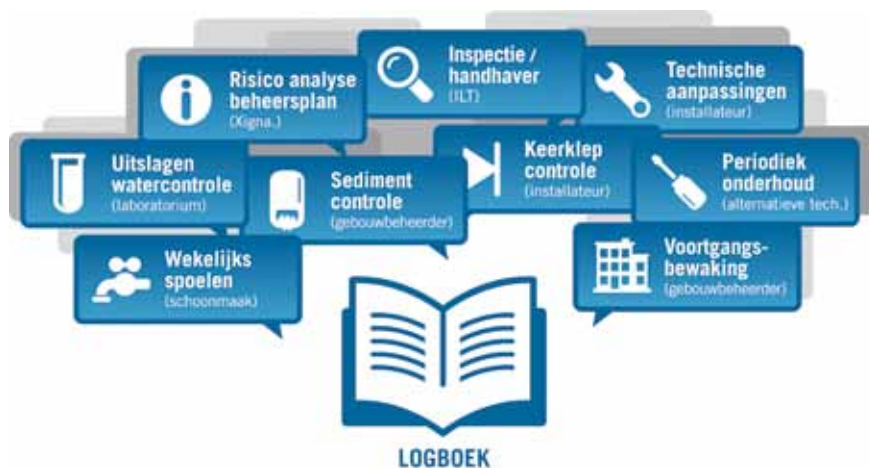 Risico analyse
beheersplan
(Xigna.)
Inspectie /
handhaver
(ILT)
Technische
aanpassingen
(installateur)
Uitslagen
watercontrole
(laboratorium)
Sediment
controle
(gebouwbeheerder)
Keerklep
controle
(installateur)
Periodiek
onderhoud
(alternatieve tech.)
Wekelijks
spoelen
(schoonmaak)
Voortgangs-
bewaking
(gebouwbeheerder)
LOGBOEK